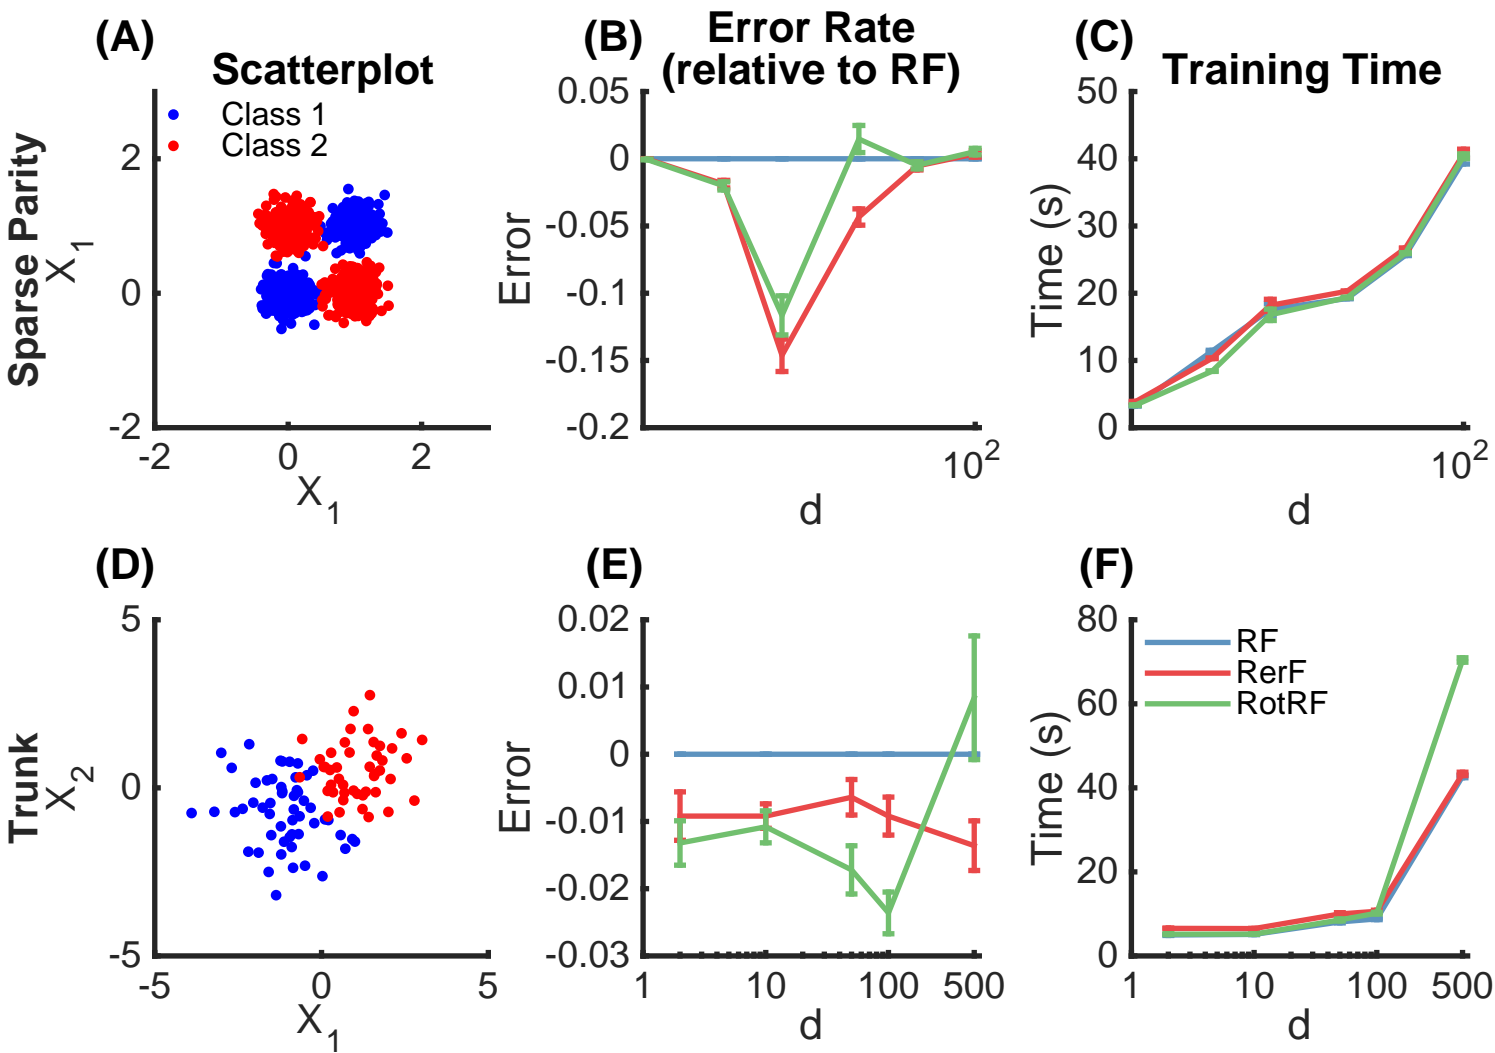 (A)
Scatterplot
Class 1
Class 2
2
0
-2
-2
0
2
X1
X1
Sparse Parity
(B)
Error Rate
(relative to RF)
0.05
0
-0.05
-0.1
-0.15
-0.2
Error
10^2
d
(C)
Training Time
50
40
30
20
10
0
Time (s)
10^2
d
(D)
5
0
-5
-5
0
5
X1
X2
Trunk
(E)
0.02
0.01
0
-0.01
-0.02
-0.03
Error
1
10
100
500
d
(F)
80
60
40
20
0
Time (s)
RF
RerF
RotRF
1
10
100
500
d